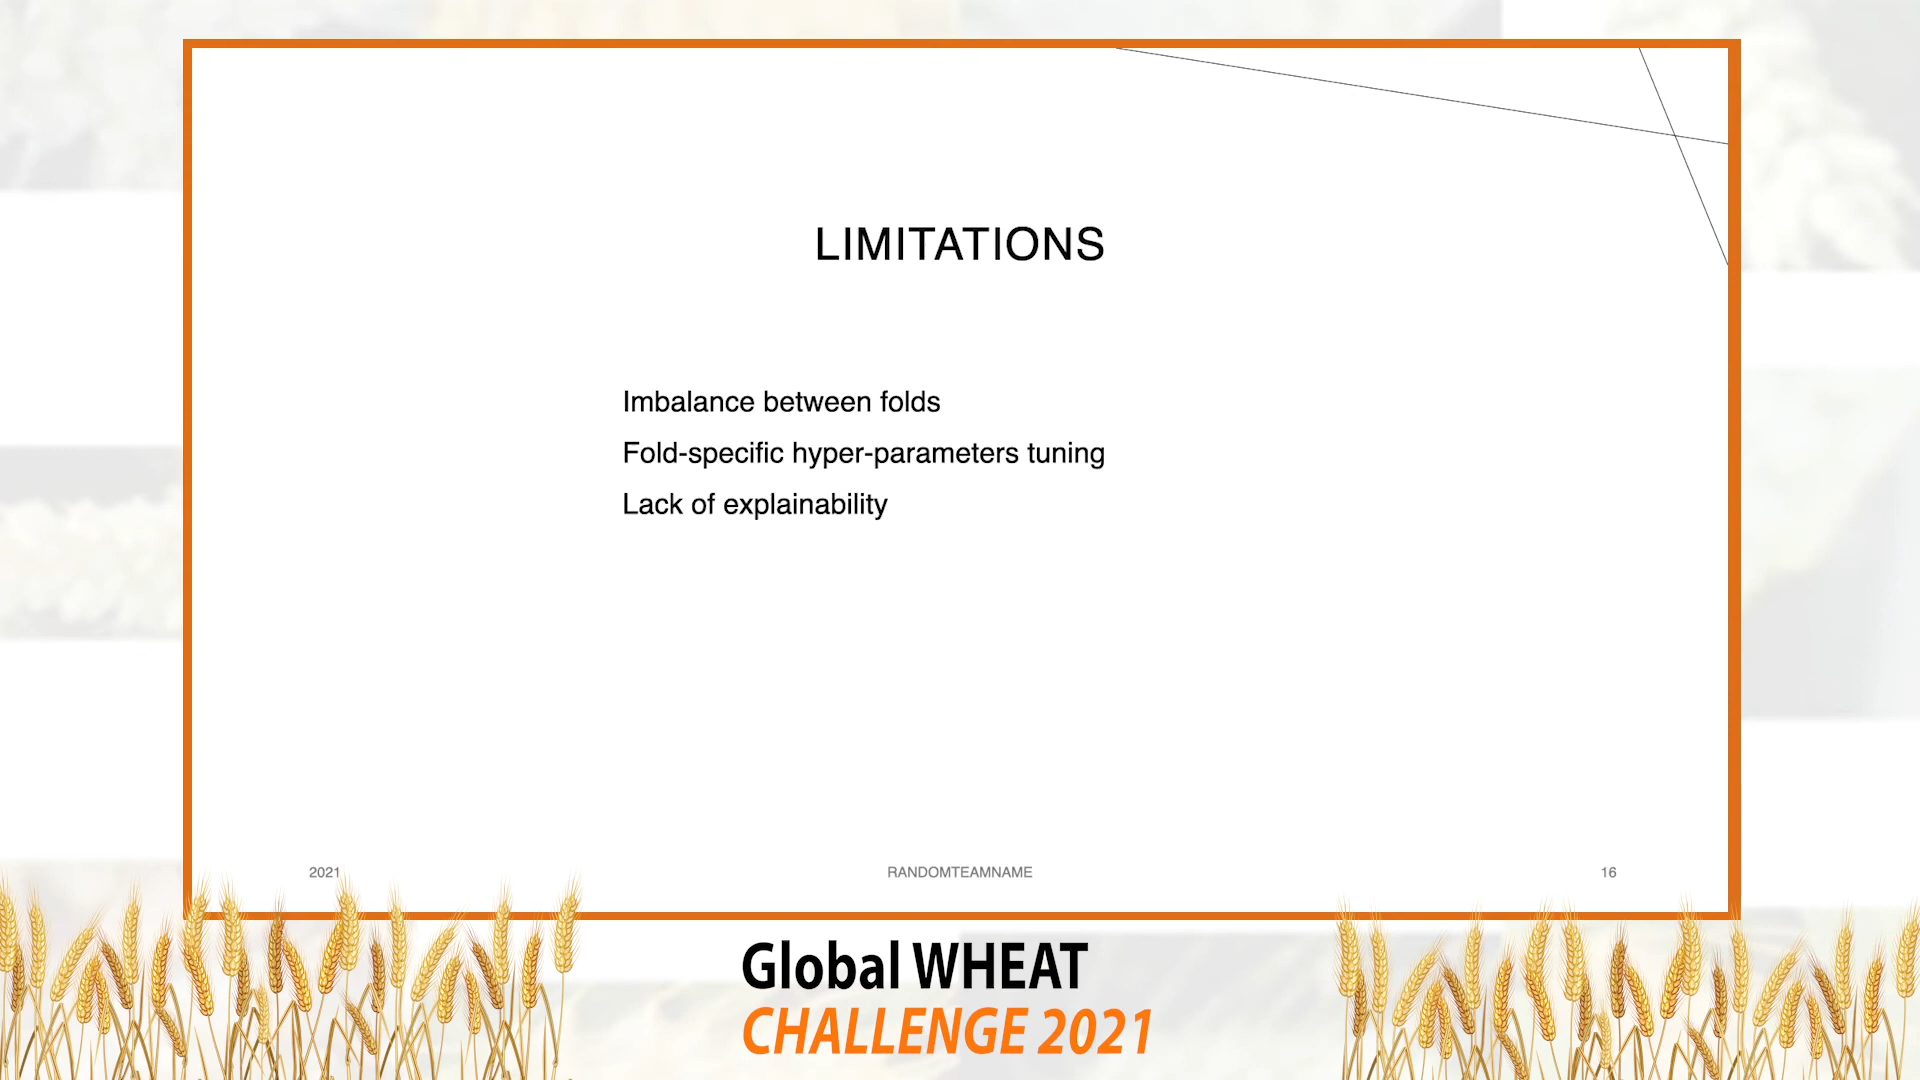 LIMITATIONS
Imbalance between folds
Fold-specific hyper-parameters tuning
Lack of explainability
2021
RANDOMTEAMNAME
16
Global WHEAT
CHALLENGE 2021